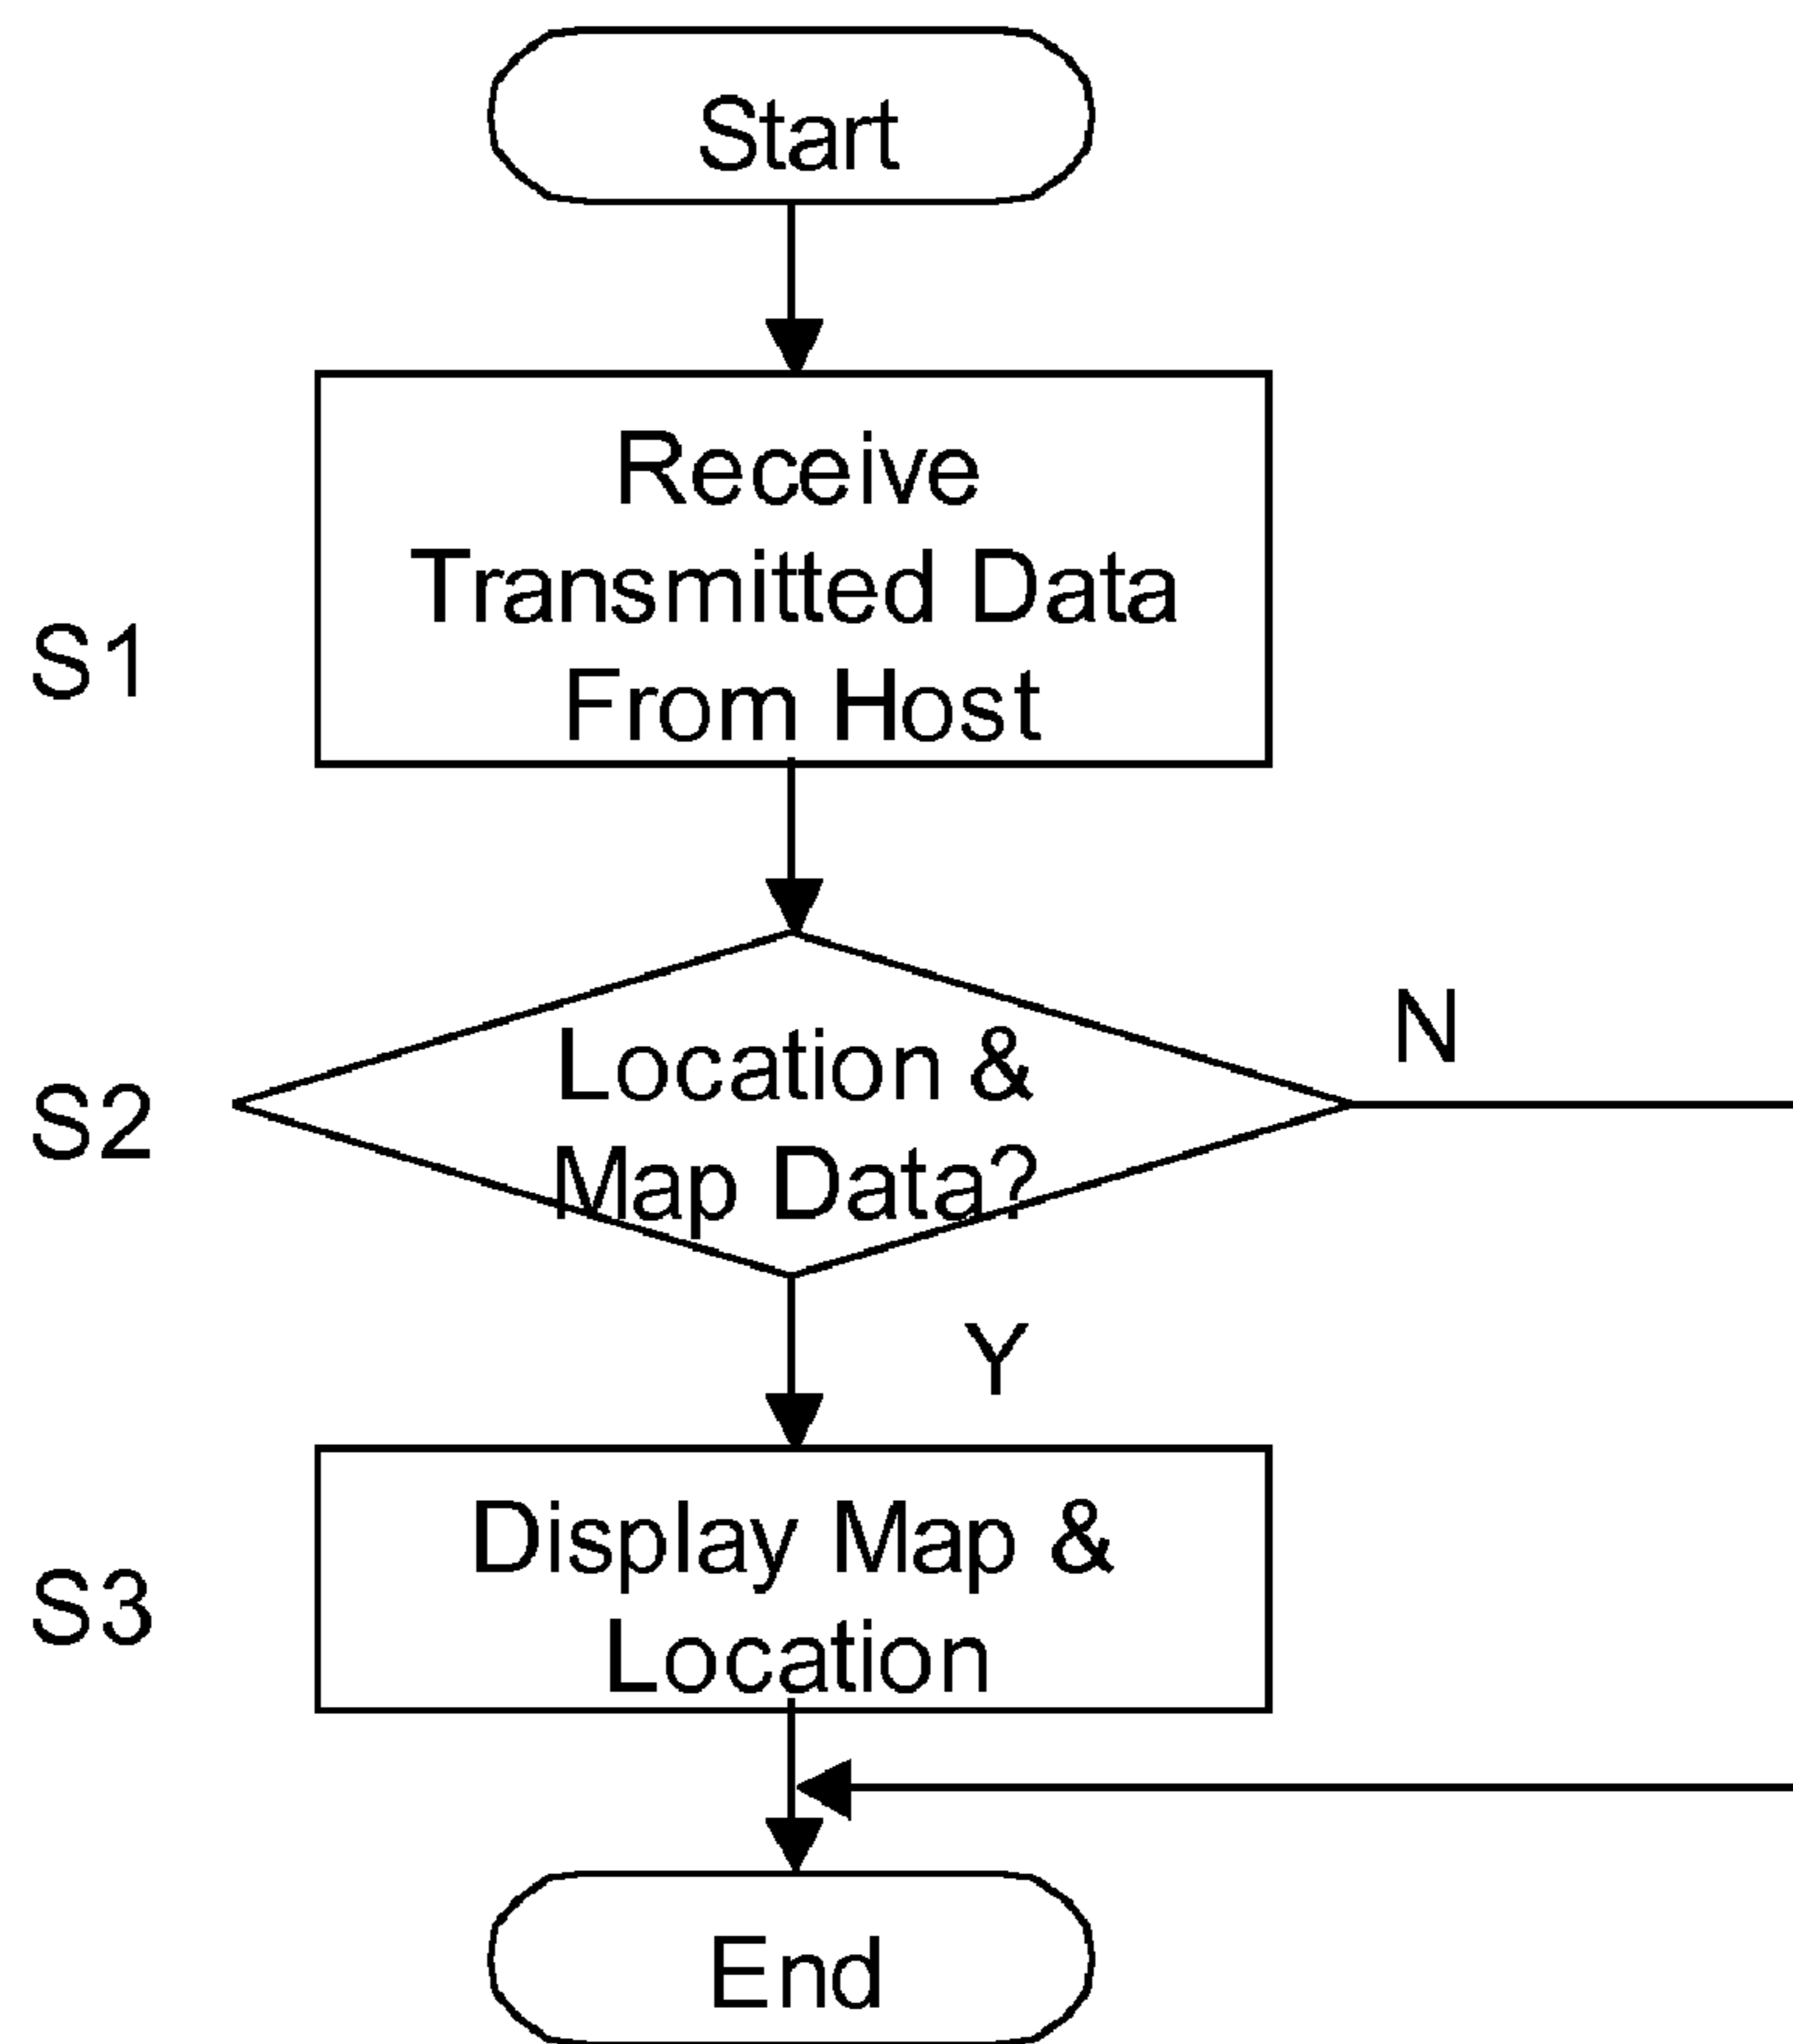 Start
Receive
Transmitted Data
From Host
S1
Location &
Map Data?
N
S2
Y
Display Map &
Location
S3
End